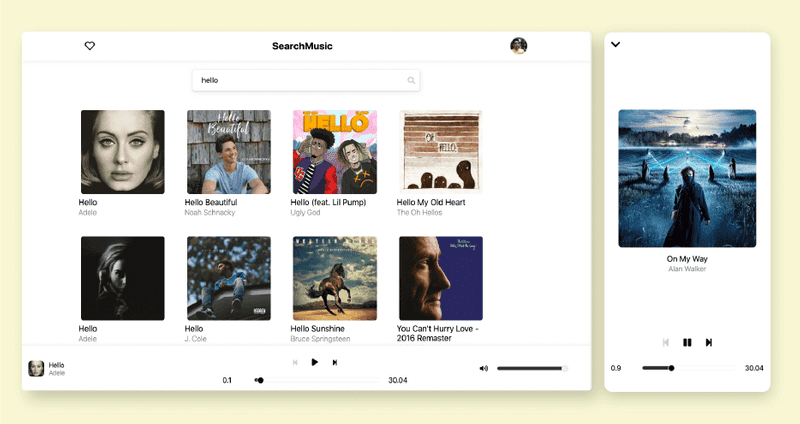 SearchMusic
hello
Hello
Beautiful
HELLO
OH
HELLO
Hello
Adele
Hello Beautiful
Noah Schnacky
Hello (feat. Lil Pump)
Ugly God
Hello My Old Heart
The Oh Hellos
Hello
Adele
Hello
J. Cole
Hello Sunshine
Bruce Springsteen
You Can't Hurry Love -
2016 Remaster
Hello
Adele
0.1
30.04
On My Way
Alan Walker
0.9
30.04